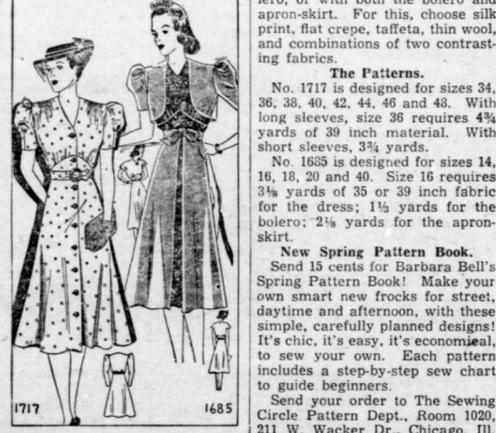 lero, or with both the bolero and
apron-skirt. For this, choose silk
print, flat crepe, taffeta, thin wool,
and combinations of two contrast-
ing fabrics.
The Patterns.
No. 1717 is designed for sizes 34,
36, 38, 40, 42, 44, 46 and 48. With
long sleeves, size 36 requires 4¾
yards of 39 inch material. With
short sleeves, 3¾ yards.
No. 1685 is designed for sizes 14,
16, 18, 20 and 40. Size 16 requires
3⅛ yards of 35 or 39 inch fabric
for the dress; 1⅓ yards for the
bolero; 2⅛ yards for the apron-
skirt.
New Spring Pattern Book.
Send 15 cents for Barbara Bell's
Spring Pattern Book! Make your
own smart new frocks for street,
daytime and afternoon, with these
simple, carefully planned designs!
It's chic, it's easy, it's economical,
to sew your own. Each pattern
includes a step-by-step sew chart
to guide beginners.
Send your order to The Sewing
Circle Pattern Dept., Room 1020,
211 W. Wacker Dr., Chicago, Ill.
1717
1685